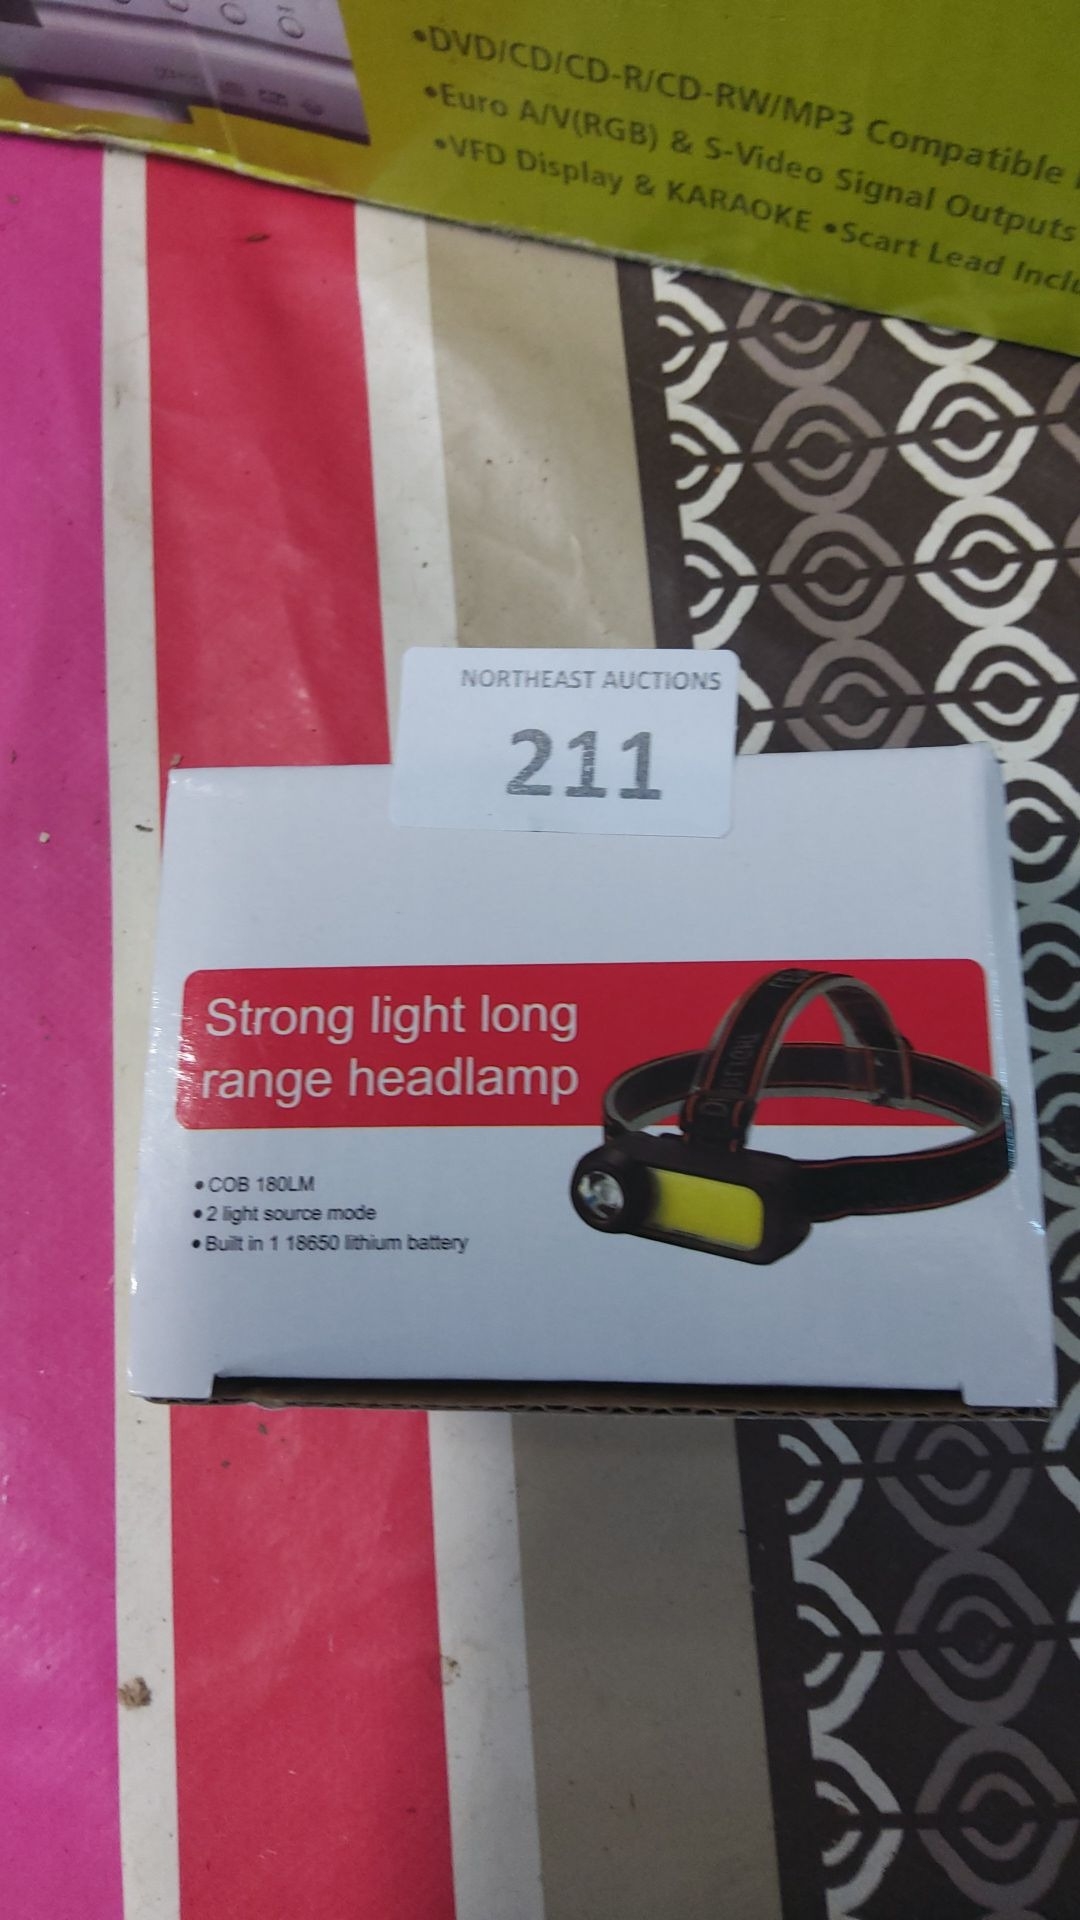 •DVD/CD/CD-R/CD-RW/MP3 Compatible
•Euro A/V(RGB) & S-Video Signal Outputs
•VFD Display & KARAOKE •Scart Lead Inclu
NORTHEAST AUCTIONS
211
Strong light long
range headlamp
• COB 180LM
• 2 light source mode
• Built in 1 18650 lithium battery